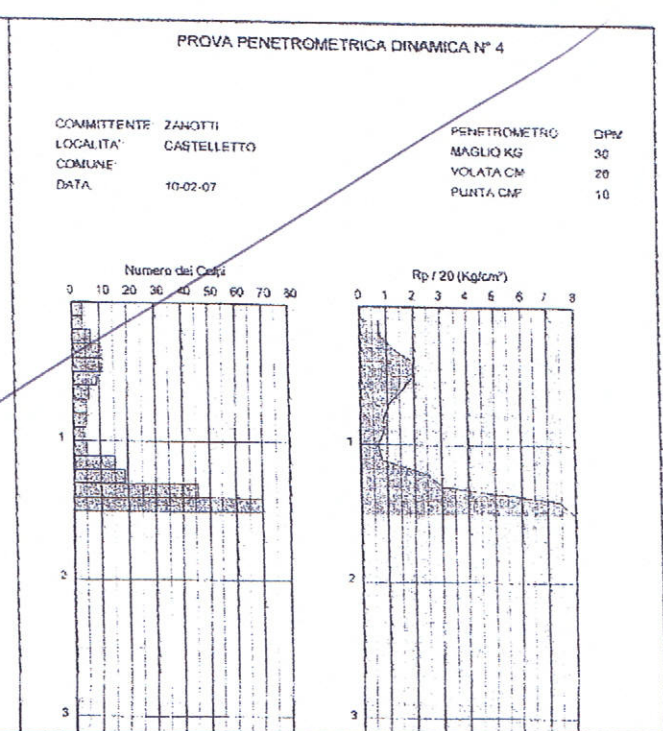 PROVA PENETROMETRICA DINAMICA N° 4
COMMITTENTE: ZANOTTI
LOCALITA': CASTELLETTO
COMUNE:
DATA: 10-02-07
PENETROMETRO DPM
MAGLIO KG 30
VOLATA CM 20
PUNTA CM² 10
Numero dei Colpi
0 10 20 30 40 50 60 70 80
1
2
3
Rp / 20 (Kg/cm²)
0 1 2 3 4 5 6 7 8
1
2
3